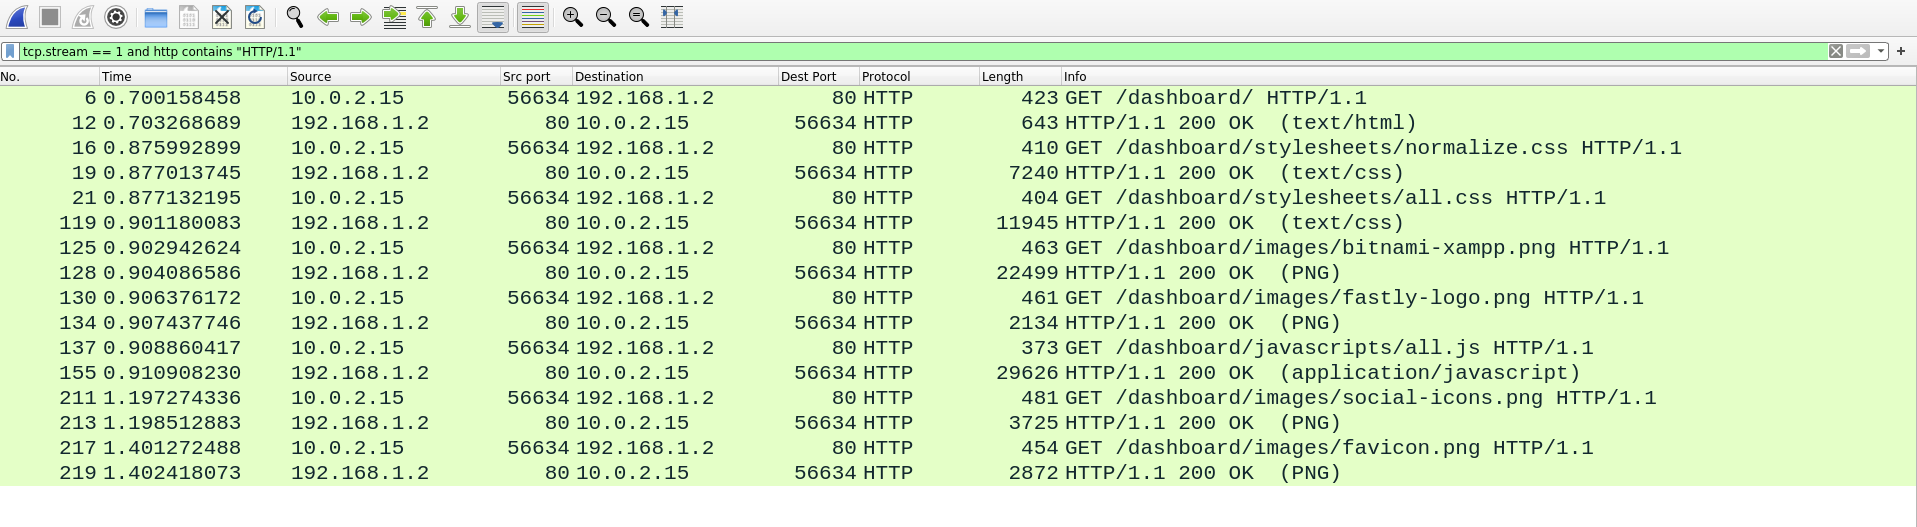 tcp.stream == 1 and http contains "HTTP/1.1"
No. Time Source Src port Destination Dest Port Protocol Length Info
6 0.700158458 10.0.2.15 56634 192.168.1.2 80 HTTP 423 GET /dashboard/ HTTP/1.1
12 0.703268689 192.168.1.2 80 10.0.2.15 56634 HTTP 643 HTTP/1.1 200 OK  (text/html)
16 0.875992899 10.0.2.15 56634 192.168.1.2 80 HTTP 410 GET /dashboard/stylesheets/normalize.css HTTP/1.1
19 0.877013745 192.168.1.2 80 10.0.2.15 56634 HTTP 7240 HTTP/1.1 200 OK  (text/css)
21 0.877132195 10.0.2.15 56634 192.168.1.2 80 HTTP 404 GET /dashboard/stylesheets/all.css HTTP/1.1
119 0.901180083 192.168.1.2 80 10.0.2.15 56634 HTTP 11945 HTTP/1.1 200 OK  (text/css)
125 0.902942624 10.0.2.15 56634 192.168.1.2 80 HTTP 463 GET /dashboard/images/bitnami-xampp.png HTTP/1.1
128 0.904086586 192.168.1.2 80 10.0.2.15 56634 HTTP 22499 HTTP/1.1 200 OK  (PNG)
130 0.906376172 10.0.2.15 56634 192.168.1.2 80 HTTP 461 GET /dashboard/images/fastly-logo.png HTTP/1.1
134 0.907437746 192.168.1.2 80 10.0.2.15 56634 HTTP 2134 HTTP/1.1 200 OK  (PNG)
137 0.908860417 10.0.2.15 56634 192.168.1.2 80 HTTP 373 GET /dashboard/javascripts/all.js HTTP/1.1
155 0.910908230 192.168.1.2 80 10.0.2.15 56634 HTTP 29626 HTTP/1.1 200 OK  (application/javascript)
211 1.197274336 10.0.2.15 56634 192.168.1.2 80 HTTP 481 GET /dashboard/images/social-icons.png HTTP/1.1
213 1.198512883 192.168.1.2 80 10.0.2.15 56634 HTTP 3725 HTTP/1.1 200 OK  (PNG)
217 1.401272488 10.0.2.15 56634 192.168.1.2 80 HTTP 454 GET /dashboard/images/favicon.png HTTP/1.1
219 1.402418073 192.168.1.2 80 10.0.2.15 56634 HTTP 2872 HTTP/1.1 200 OK  (PNG)